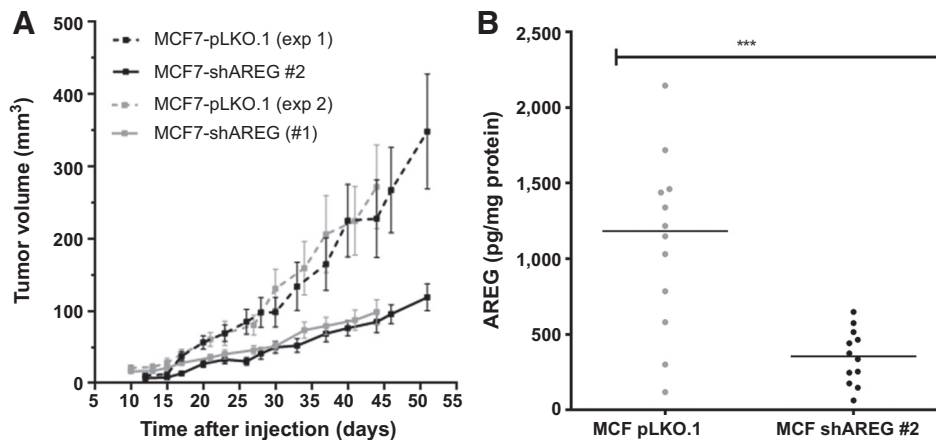 A
500
400
300
200
100
0
Tumor volume (mm³)
5 10 15 20 25 30 35 40 45 50 55
Time after injection (days)
MCF7-pLKO.1 (exp 1)
MCF7-shAREG #2
MCF7-pLKO.1 (exp 2)
MCF7-shAREG (#1)
B
2,500
2,000
1,500
1,000
500
0
AREG (pg/mg protein)
***
MCF pLKO.1 MCF shAREG #2